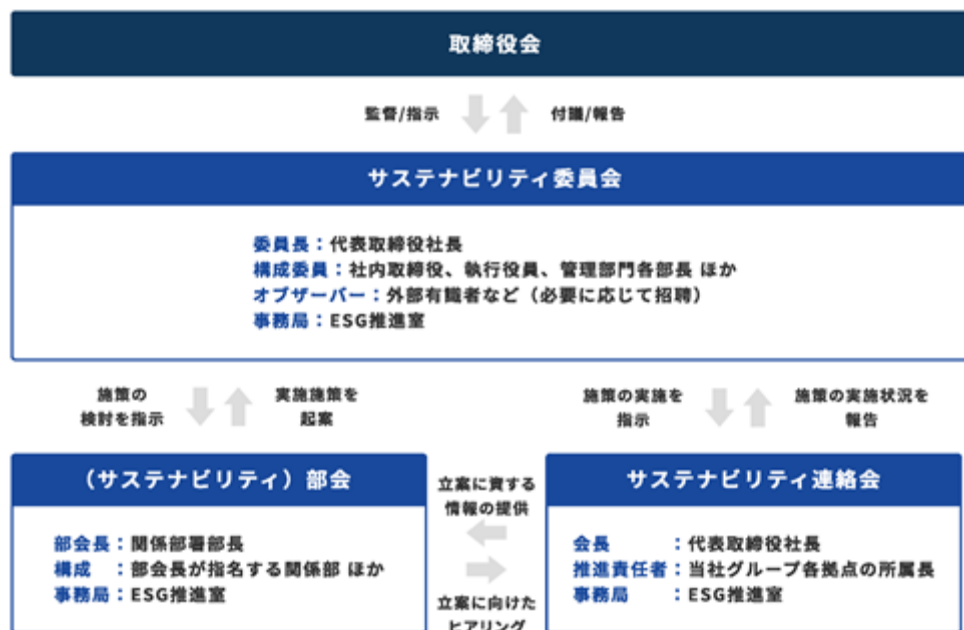 取締役会
監督/指示
付議/報告
サステナビリティ委員会
委員長：代表取締役社長
構成委員：社内取締役、執行役員、管理部門各部長 ほか
オブザーバー：外部有識者など（必要に応じて招聘）
事務局：ESG推進室
施策の
検討を指示
実施施策を
起案
施策の実施を
指示
施策の実施状況を
報告
（サステナビリティ）部会
部会長：関係部署部長
構成　：部会長が指名する関係部 ほか
事務局：ESG推進室
立案に資する
情報の提供
立案に向けた
ヒアリング
サステナビリティ連絡会
会長　　　：代表取締役社長
推進責任者：当社グループ各拠点の所属長
事務局　　：ESG推進室